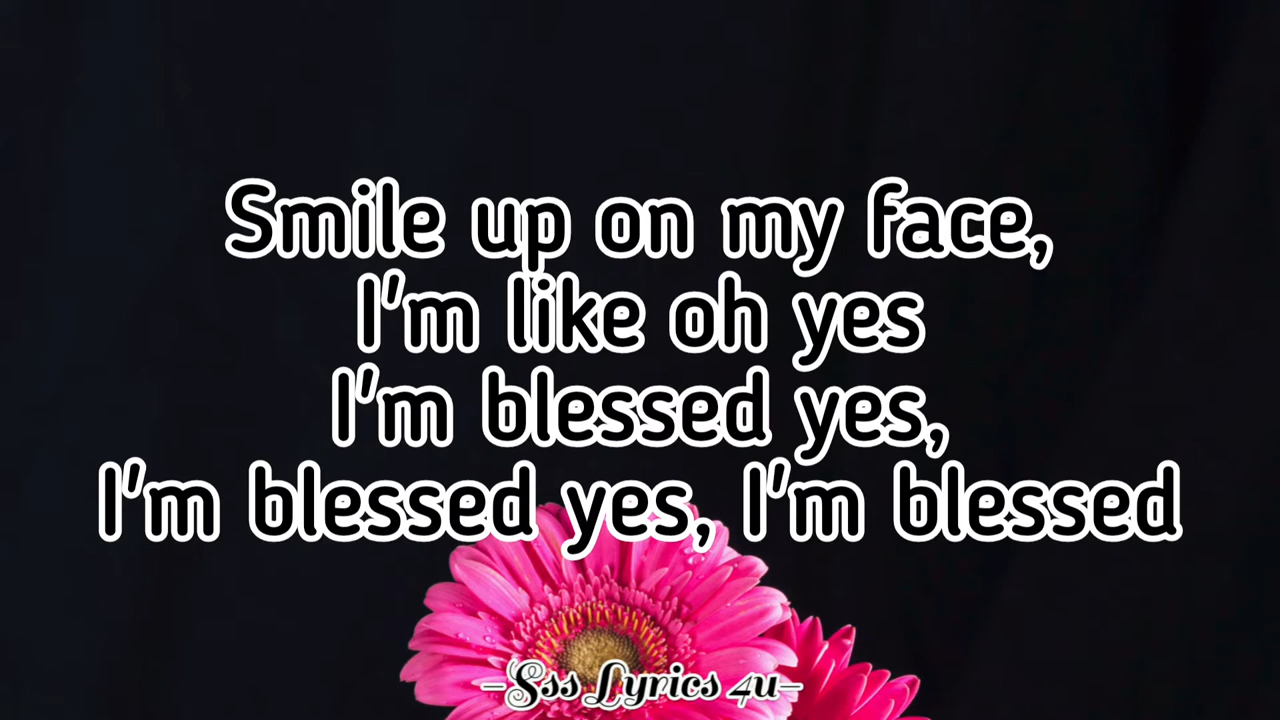 Smile up on my face,
I'm like oh yes
I'm blessed yes,
I'm blessed yes, I'm blessed
-Sss Lyrics 4u-